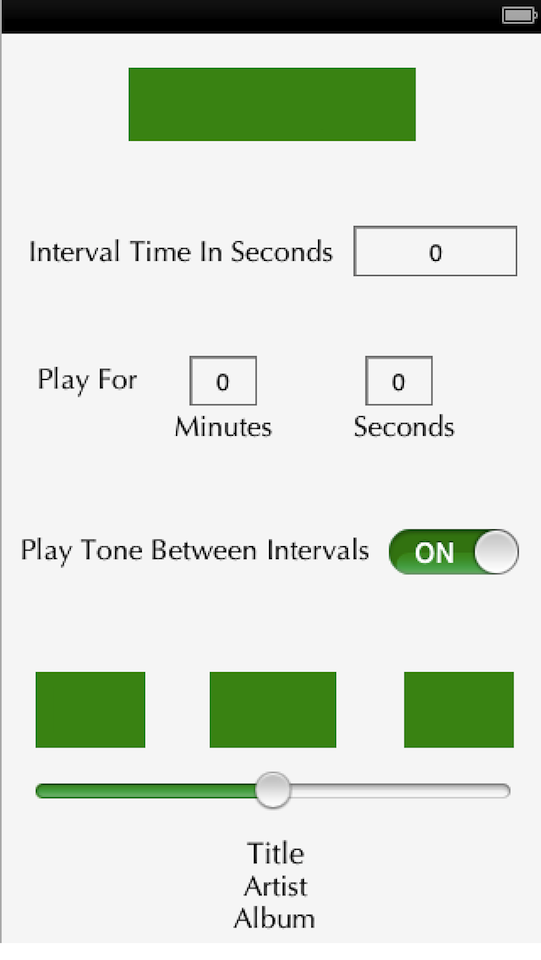 Interval Time In Seconds 0
Play For 0 0
Minutes Seconds
Play Tone Between Intervals ON
Title
Artist
Album